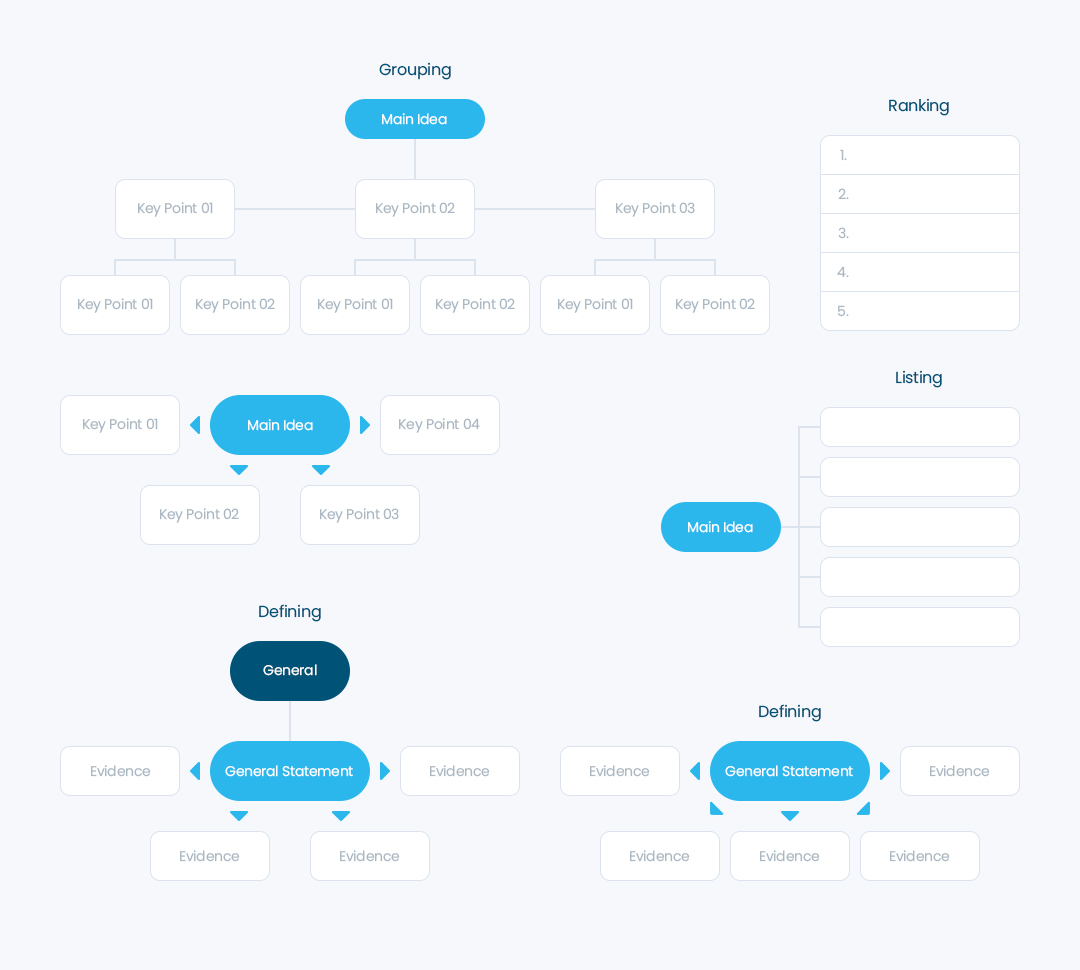 Grouping
Main Idea
Key Point 01
Key Point 02
Key Point 03
Key Point 01
Key Point 02
Key Point 01
Key Point 02
Key Point 01
Key Point 02
Ranking
1.
2.
3.
4.
5.
Key Point 01
Main Idea
Key Point 04
Key Point 02
Key Point 03
Listing
Main Idea
Defining
General
Evidence
General Statement
Evidence
Evidence
Evidence
Defining
Evidence
General Statement
Evidence
Evidence
Evidence
Evidence